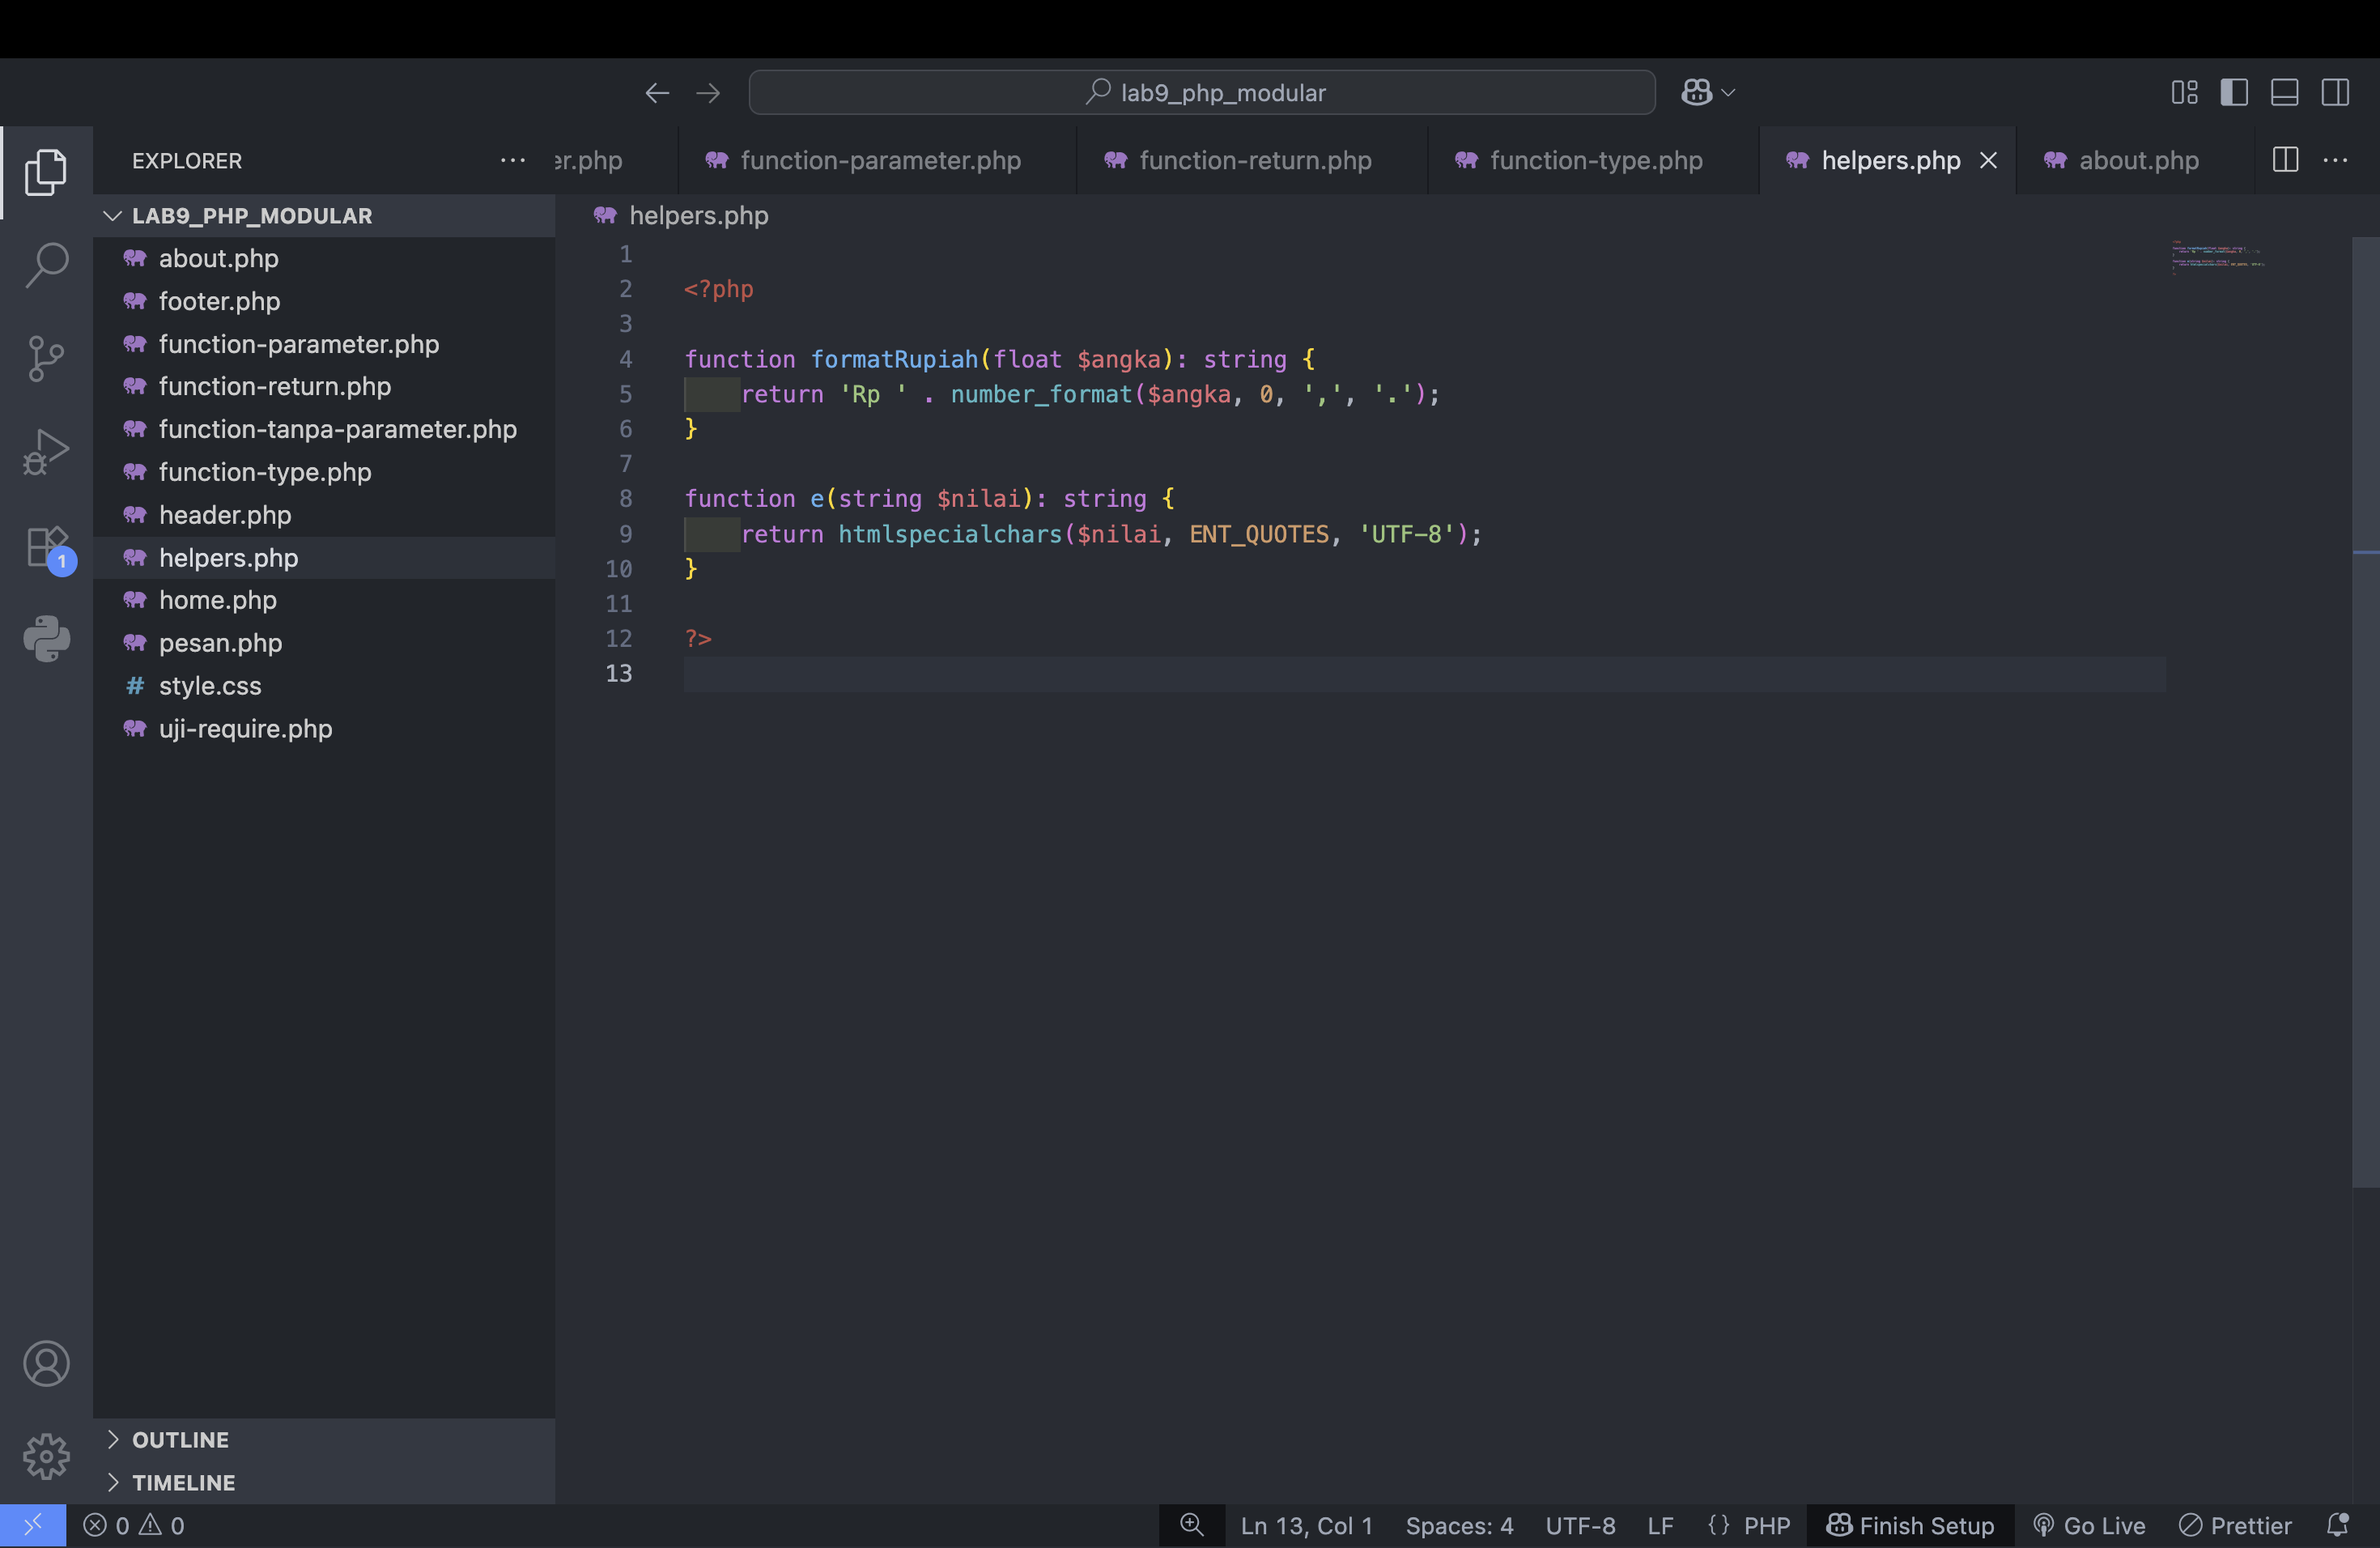 lab9_php_modular
EXPLORER
er.php
function-parameter.php
function-return.php
function-type.php
helpers.php
about.php
LAB9_PHP_MODULAR
about.php
footer.php
function-parameter.php
function-return.php
function-tanpa-parameter.php
function-type.php
header.php
helpers.php
home.php
pesan.php
# style.css
uji-require.php
1
helpers.php
1
2 <?php
3
4 function formatRupiah(float $angka): string {
5     return 'Rp ' . number_format($angka, 0, ',', '.');
6 }
7
8 function e(string $nilai): string {
9     return htmlspecialchars($nilai, ENT_QUOTES, 'UTF-8');
10 }
11
12 ?>
13
OUTLINE
TIMELINE
0 0
Ln 13, Col 1 Spaces: 4 UTF-8 LF {} PHP Finish Setup Go Live Prettier